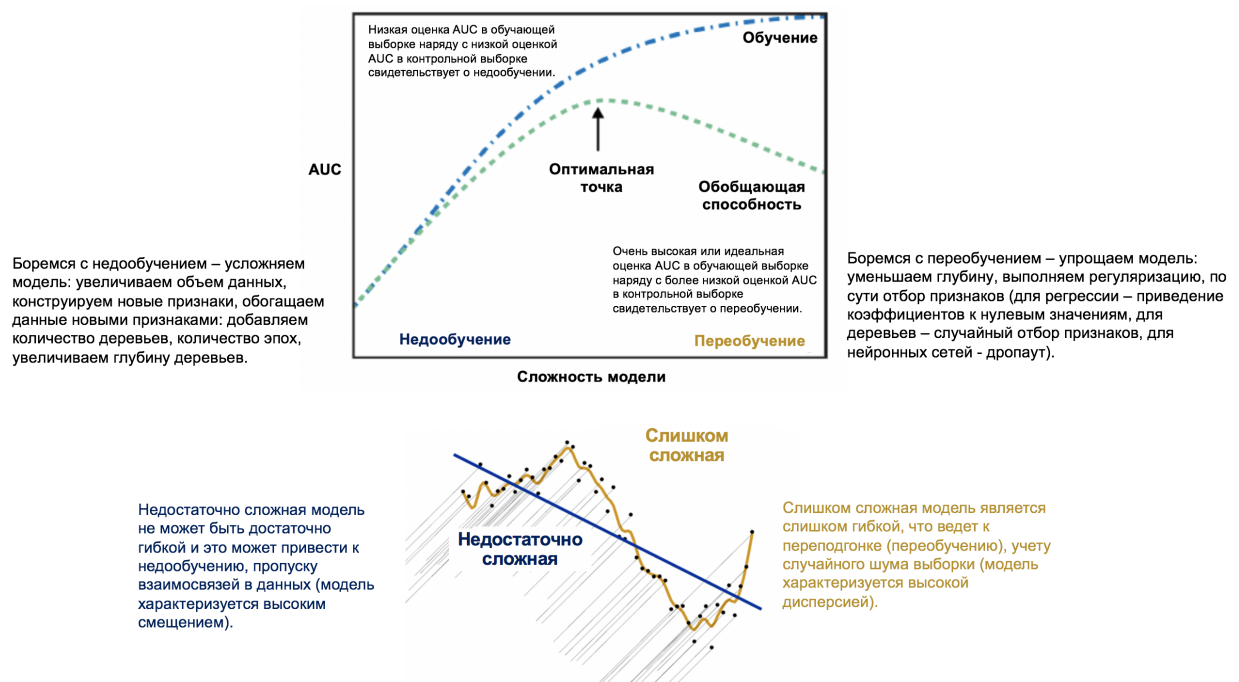 Низкая оценка AUC в обучающей
выборке наряду с низкой оценкой
AUC в контрольной выборке
свидетельствует о недообучении.
Обучение
AUC
Оптимальная
точка
Обобщающая
способность
Очень высокая или идеальная
оценка AUC в обучающей выборке
наряду с более низкой оценкой AUC
в контрольной выборке
свидетельствует о переобучении.
Недообучение
Переобучение
Сложность модели
Боремся с недообучением – усложняем
модель: увеличиваем объем данных,
конструируем новые признаки, обогащаем
данные новыми признаками: добавляем
количество деревьев, количество эпох,
увеличиваем глубину деревьев.
Боремся с переобучением – упрощаем модель:
уменьшаем глубину, выполняем регуляризацию, по
сути отбор признаков (для регрессии – приведение
коэффициентов к нулевым значениям, для
деревьев – случайный отбор признаков, для
нейронных сетей - дропаут).
Слишком
сложная
Недостаточно
сложная
Недостаточно сложная модель
не может быть достаточно
гибкой и это может привести к
недообучению, пропуску
взаимосвязей в данных (модель
характеризуется высоким
смещением).
Слишком сложная модель является
слишком гибкой, что ведет к
переподгонке (переобучению), учету
случайного шума выборки (модель
характеризуется высокой
дисперсией).